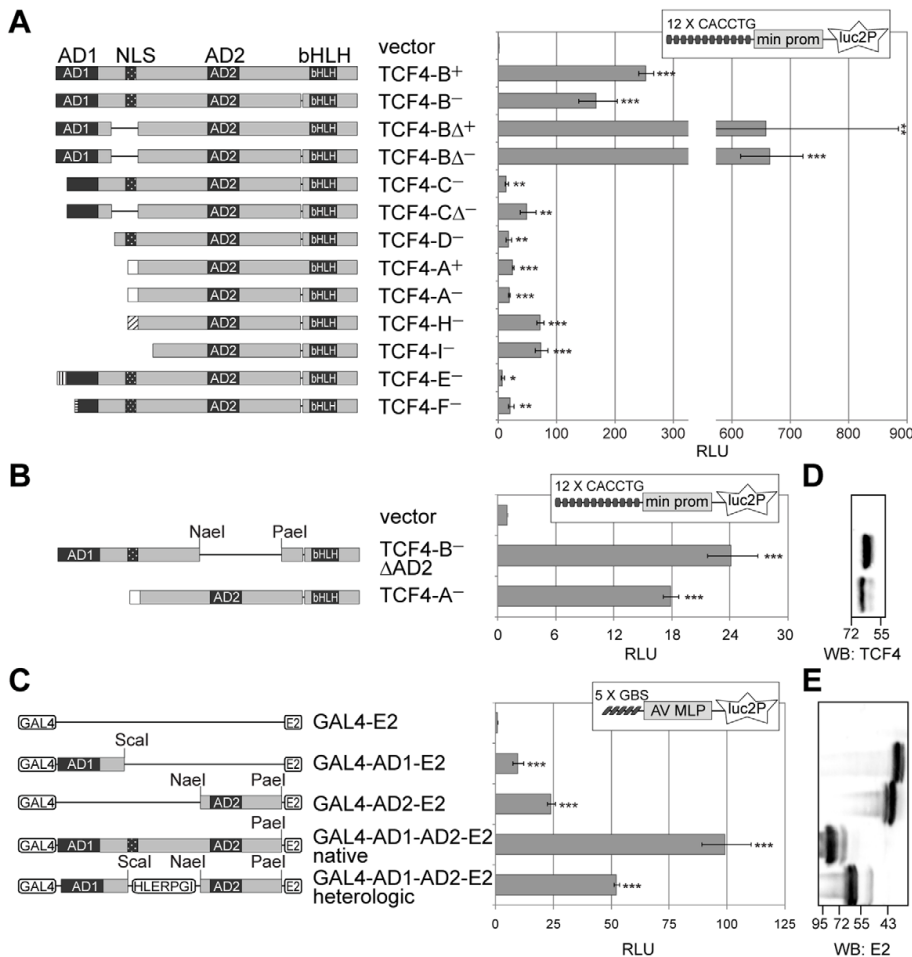 A
AD1 NLS AD2 bHLH
vector
12 X CACCTG
min prom
luc2P
AD1 AD2 bHLH TCF4-B⁺ ***
AD1 AD2 bHLH TCF4-B⁻ ***
AD1 AD2 bHLH TCF4-BΔ⁺ **
AD1 AD2 bHLH TCF4-BΔ⁻ ***
AD2 bHLH TCF4-C⁻ **
AD2 bHLH TCF4-CΔ⁻ **
AD2 bHLH TCF4-D⁻ **
AD2 bHLH TCF4-A⁺ ***
AD2 bHLH TCF4-A⁻ ***
AD2 bHLH TCF4-H⁻ ***
AD2 bHLH TCF4-I⁻ ***
AD2 bHLH TCF4-E⁻ *
AD2 bHLH TCF4-F⁻ **
0 100 200 300 600 700 800 900
RLU
B
vector
12 X CACCTG
min prom
luc2P
NaeI PaeI
AD1 bHLH TCF4-B⁻ ***
ΔAD2
AD2 bHLH TCF4-A⁻ ***
0 6 12 18 24 30
RLU
D
72 55
WB: TCF4
C
5 X GBS
AV MLP
luc2P
GAL4 E2 GAL4-E2
ScaI
GAL4 AD1 E2 GAL4-AD1-E2 ***
NaeI PaeI
GAL4 AD2 E2 GAL4-AD2-E2 ***
PaeI
GAL4 AD1 AD2 E2 GAL4-AD1-AD2-E2 ***
native
ScaI NaeI PaeI
GAL4 AD1 HLERPGI AD2 E2 GAL4-AD1-AD2-E2 ***
heterologic
0 25 50 75 100 125
RLU
E
95 72 55 43
WB: E2